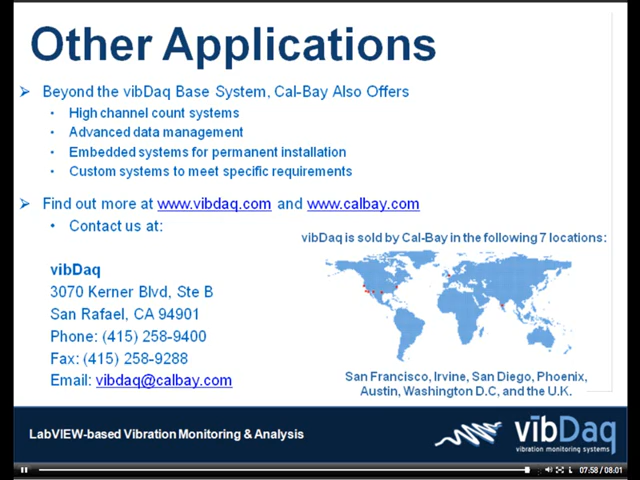 Other Applications
Beyond the vibDaq Base System, Cal-Bay Also Offers
High channel count systems
Advanced data management
Embedded systems for permanent installation
Custom systems to meet specific requirements
Find out more at www.vibdaq.com and www.calbay.com
Contact us at:
vibDaq is sold by Cal-Bay in the following 7 locations:
vibDaq
3070 Kerner Blvd, Ste B
San Rafael, CA 94901
Phone: (415) 258-9400
Fax: (415) 258-9288
Email: vibdaq@calbay.com
San Francisco, Irvine, San Diego, Phoenix,
Austin, Washington D.C, and the U.K.
LabVIEW-based Vibration Monitoring & Analysis
vibDaq
vibration monitoring systems
07:58 / 08:01